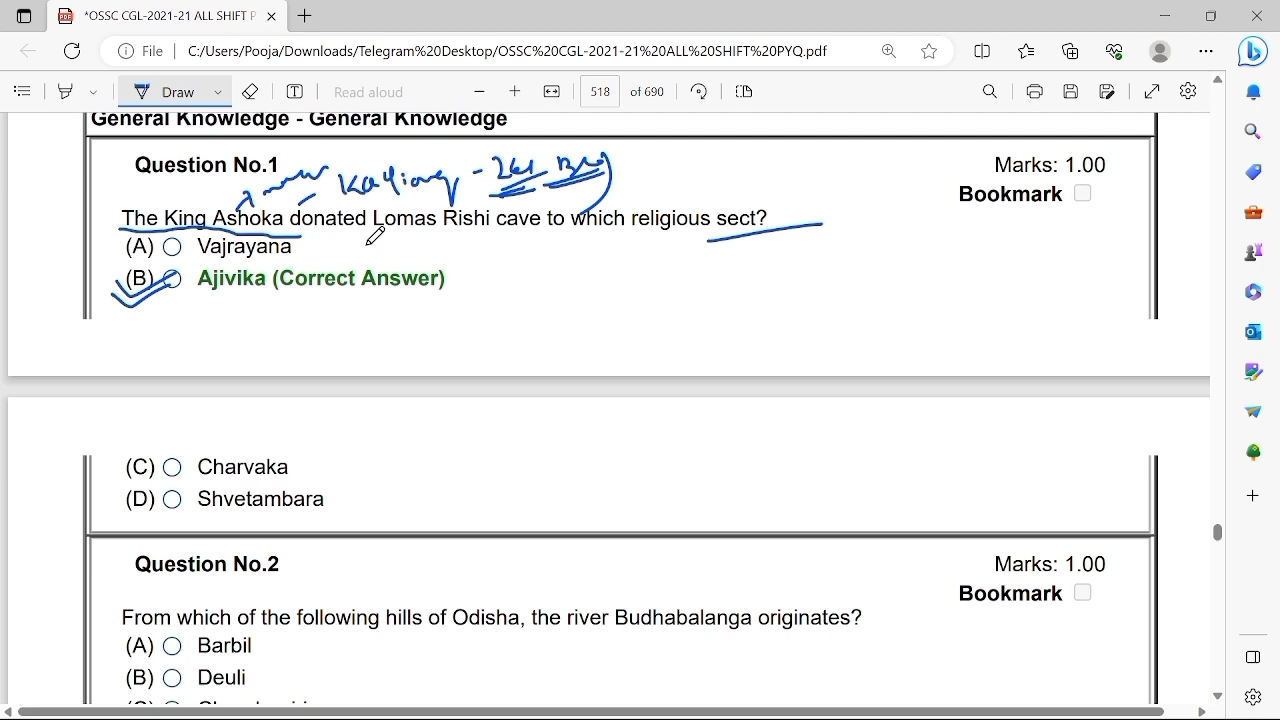 *OSSC CGL-2021-21 ALL SHIFT P
File C:/Users/Pooja/Downloads/Telegram%20Desktop/OSSC%20CGL-2021-21%20ALL%20SHIFT%20PYQ.pdf
Draw Read aloud 518 of 690
General Knowledge - General Knowledge
Question No.1 Marks: 1.00
261
Bookmark
The King Ashoka donated Lomas Rishi cave to which religious sect?
(A) Vajrayana
(B) Ajivika (Correct Answer)
(C) Charvaka
(D) Shvetambara
Question No.2 Marks: 1.00
Bookmark
From which of the following hills of Odisha, the river Budhabalanga originates?
(A) Barbil
(B) Deuli